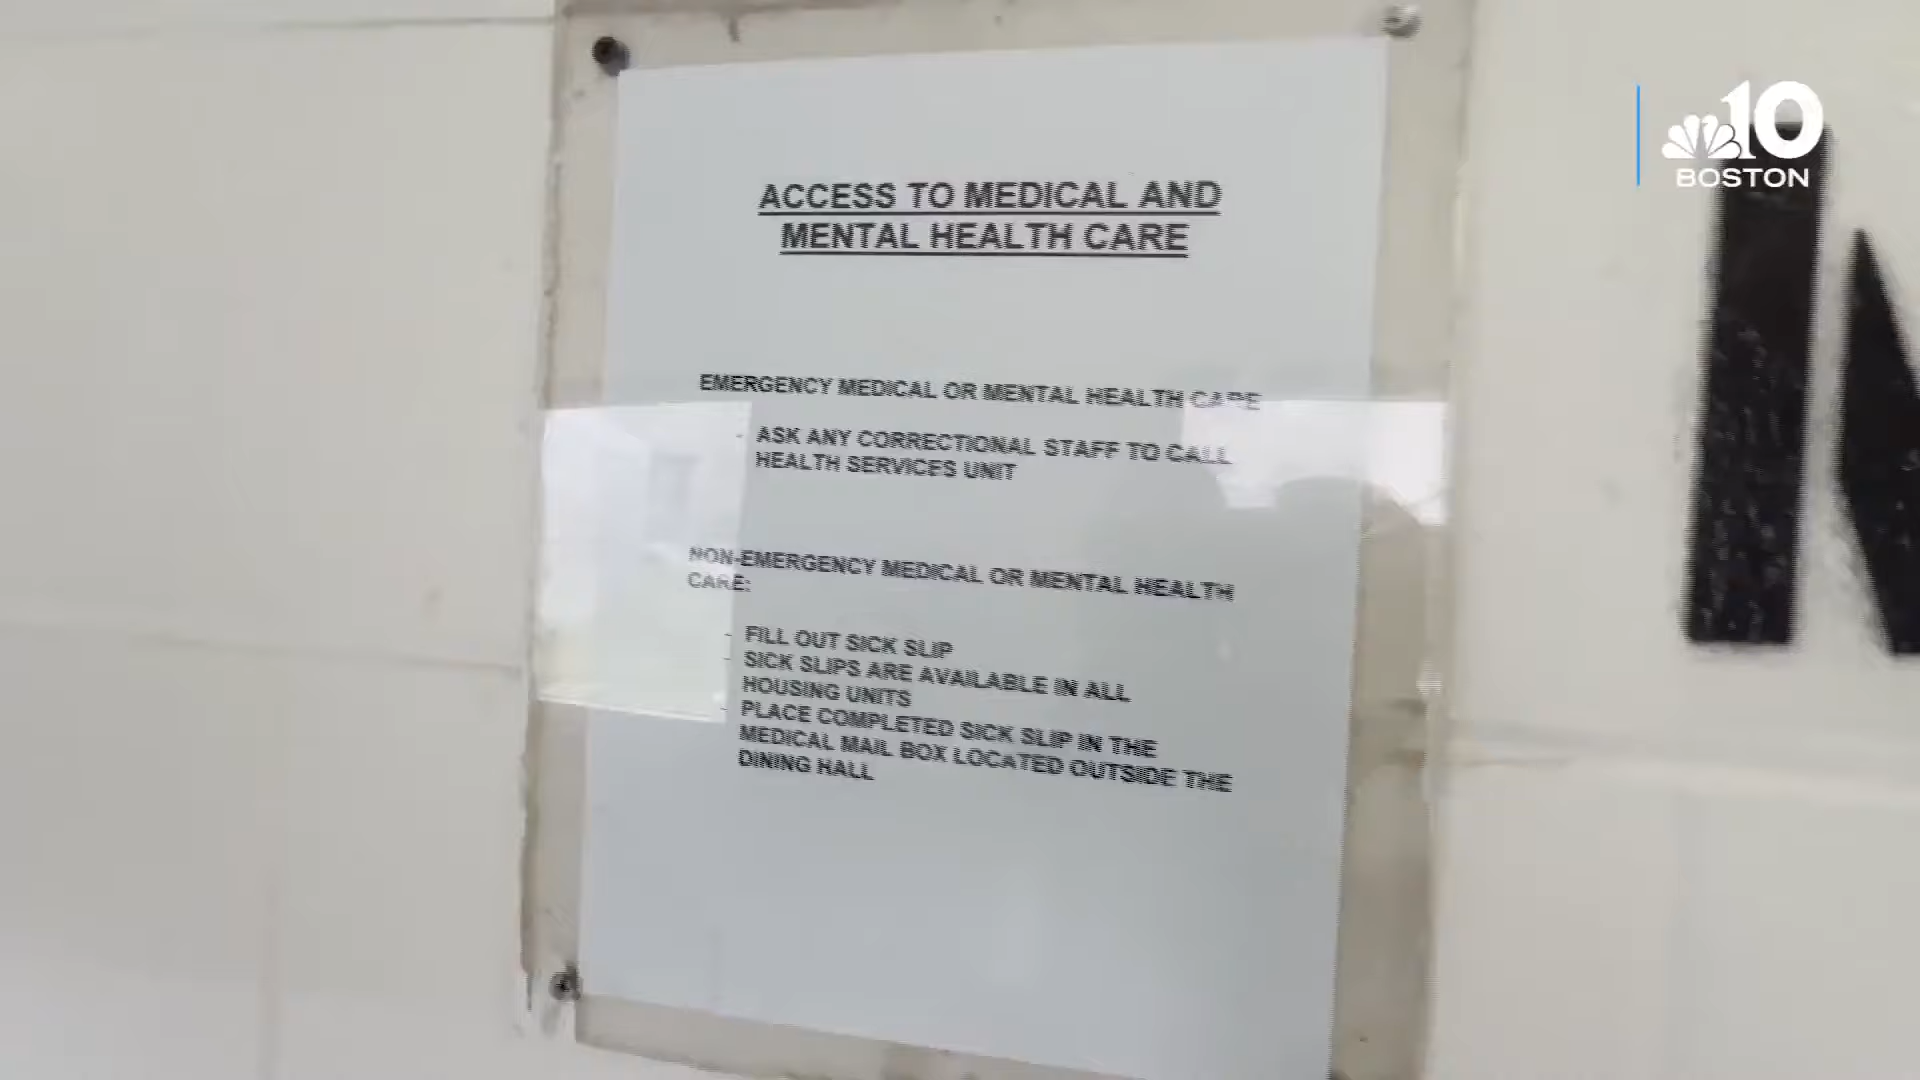 ACCESS TO MEDICAL AND
MENTAL HEALTH CARE
EMERGENCY MEDICAL OR MENTAL HEALTH CARE
- ASK ANY CORRECTIONAL STAFF TO CALL
HEALTH SERVICES UNIT
NON-EMERGENCY MEDICAL OR MENTAL HEALTH
CARE:
- FILL OUT SICK SLIP
- SICK SLIPS ARE AVAILABLE IN ALL
HOUSING UNITS
- PLACE COMPLETED SICK SLIP IN THE
MEDICAL MAIL BOX LOCATED OUTSIDE THE
DINING HALL
10
BOSTON